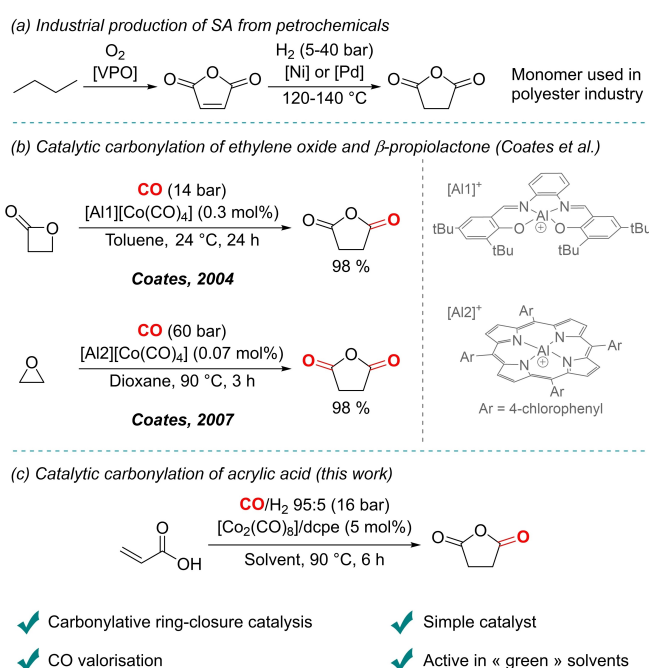 (a) Industrial production of SA from petrochemicals
O2
[VPO]
O O O
H2 (5-40 bar)
[Ni] or [Pd]
120-140 °C
O O O
Monomer used in
polyester industry
(b) Catalytic carbonylation of ethylene oxide and β-propiolactone (Coates et al.)
O O
CO (14 bar)
[Al1][Co(CO)4] (0.3 mol%)
Toluene, 24 °C, 24 h
Coates, 2004
O O O
98 %
[Al1]+
N Al N
O ⊕ O
tBu tBu tBu tBu
O
CO (60 bar)
[Al2][Co(CO)4] (0.07 mol%)
Dioxane, 90 °C, 3 h
Coates, 2007
O O O
98 %
[Al2]+
Ar
N N Ar
Al
Ar N ⊕ N
Ar
Ar = 4-chlorophenyl
(c) Catalytic carbonylation of acrylic acid (this work)
O
OH
CO/H2 95:5 (16 bar)
[Co2(CO)8]/dcpe (5 mol%)
Solvent, 90 °C, 6 h
O O O
Carbonylative ring-closure catalysis
Simple catalyst
CO valorisation
Active in « green » solvents